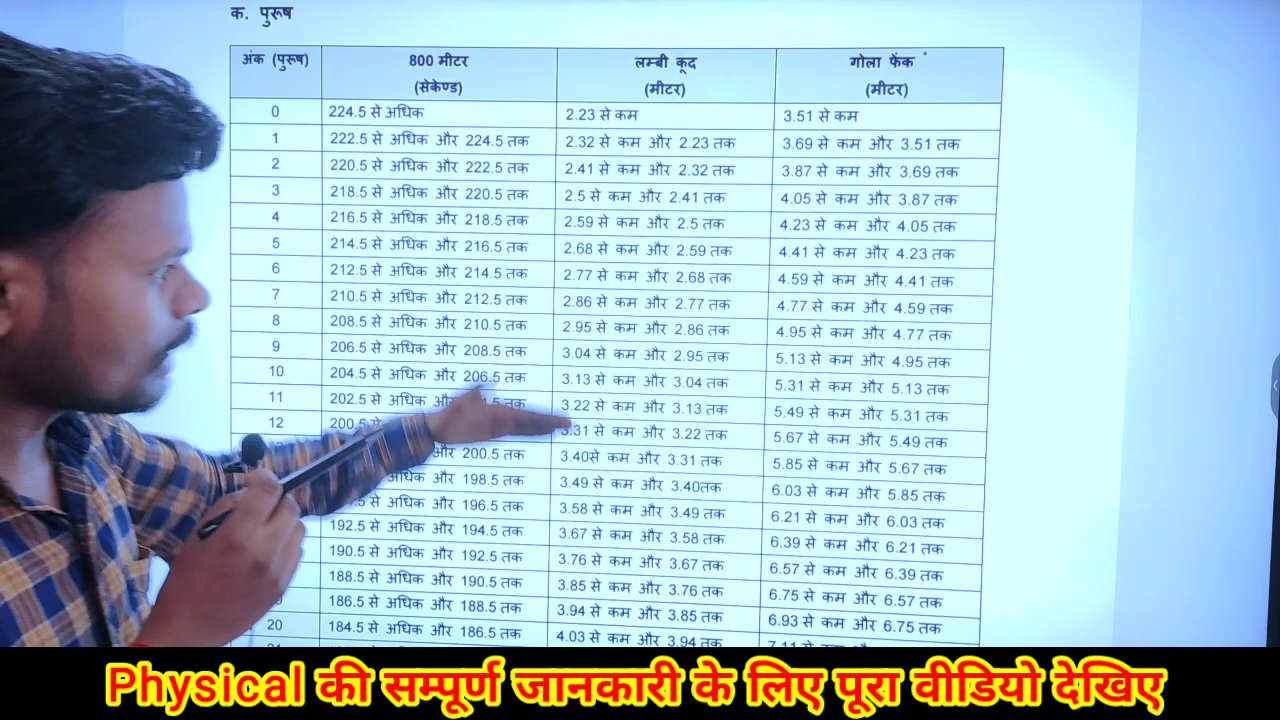 क. पुरूष
अंक (पुरूष) 800 मीटर (सेकेण्ड) लम्बी कूद (मीटर) गोला फेंक (मीटर)
0 224.5 से अधिक 2.23 से कम 3.51 से कम
1 222.5 से अधिक और 224.5 तक 2.32 से कम और 2.23 तक 3.69 से कम और 3.51 तक
2 220.5 से अधिक और 222.5 तक 2.41 से कम और 2.32 तक 3.87 से कम और 3.69 तक
3 218.5 से अधिक और 220.5 तक 2.5 से कम और 2.41 तक 4.05 से कम और 3.87 तक
4 216.5 से अधिक और 218.5 तक 2.59 से कम और 2.5 तक 4.23 से कम और 4.05 तक
5 214.5 से अधिक और 216.5 तक 2.68 से कम और 2.59 तक 4.41 से कम और 4.23 तक
6 212.5 से अधिक और 214.5 तक 2.77 से कम और 2.68 तक 4.59 से कम और 4.41 तक
7 210.5 से अधिक और 212.5 तक 2.86 से कम और 2.77 तक 4.77 से कम और 4.59 तक
8 208.5 से अधिक और 210.5 तक 2.95 से कम और 2.86 तक 4.95 से कम और 4.77 तक
9 206.5 से अधिक और 208.5 तक 3.04 से कम और 2.95 तक 5.13 से कम और 4.95 तक
10 204.5 से अधिक और 206.5 तक 3.13 से कम और 3.04 तक 5.31 से कम और 5.13 तक
11 202.5 से अधिक और तक 3.22 से कम और 3.13 तक 5.49 से कम और 5.31 तक
12 200.5 3.31 से कम और 3.22 तक 5.67 से कम और 5.49 तक
और 200.5 तक 3.40से कम और 3.31 तक 5.85 से कम और 5.67 तक
अधिक और 198.5 तक 3.49 से कम और 3.40तक 6.03 से कम और 5.85 तक
से अधिक और 196.5 तक 3.58 से कम और 3.49 तक 6.21 से कम और 6.03 तक
192.5 से अधिक और 194.5 तक 3.67 से कम और 3.58 तक 6.39 से कम और 6.21 तक
190.5 से अधिक और 192.5 तक 3.76 से कम और 3.67 तक 6.57 से कम और 6.39 तक
188.5 से अधिक और 190.5 तक 3.85 से कम और 3.76 तक 6.75 से कम और 6.57 तक
186.5 से अधिक और 188.5 तक 3.94 से कम और 3.85 तक 6.93 से कम और 6.75 तक
20 184.5 से अधिक और 186.5 तक 4.03 से कम और 3.94 तक
Physical की सम्पूर्ण जानकारी के लिए पूरा वीडियो देखिए